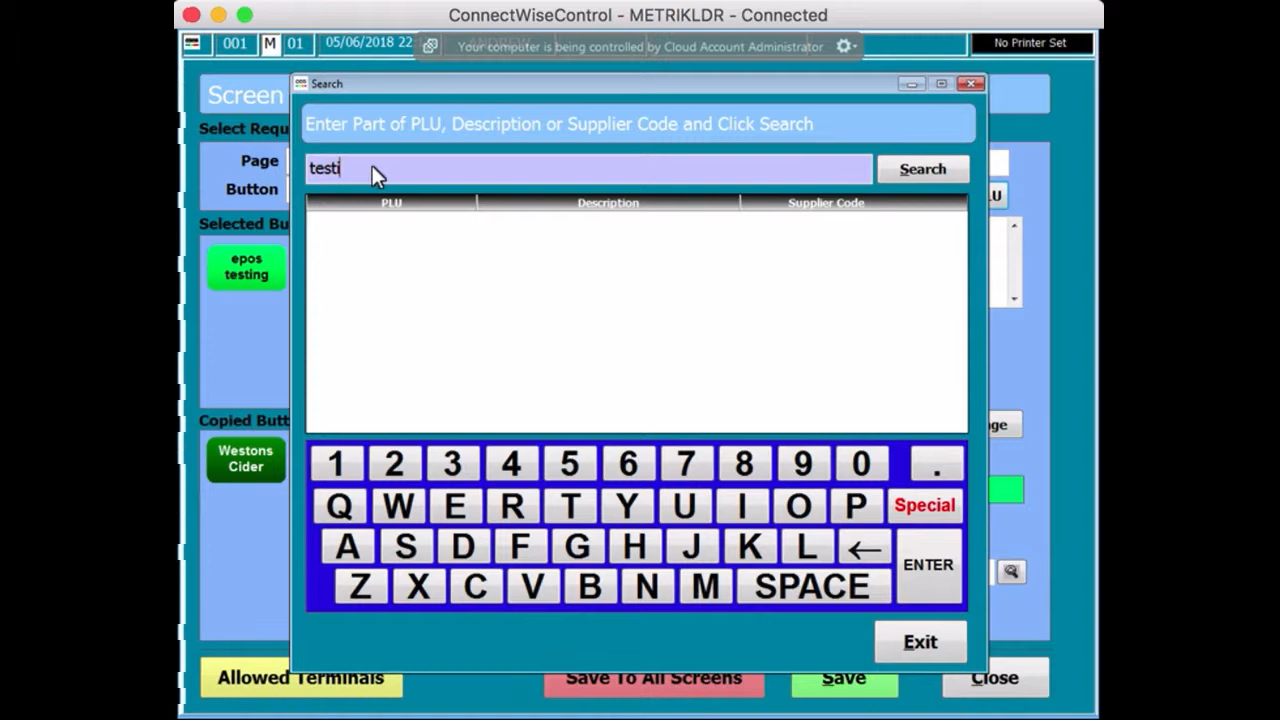 ConnectWiseControl - METRIKLDR - Connected
001 M 01 05/06/2018 22: No Printer Set
Your computer is being controlled by Cloud Account Administrator
Screen
Search
Enter Part of PLU, Description or Supplier Code and Click Search
Select Requ
Page
testi
Search
Button
LU
PLU Description Supplier Code
Selected Bu
epos
testing
Copied Butt
nge
Westons
Cider
1 2 3 4 5 6 7 8 9 0 .
Q W E R T Y U I O P Special
A S D F G H J K L ← ENTER
Z X C V B N M SPACE
Exit
Allowed Terminals Save To All Screens Save Close